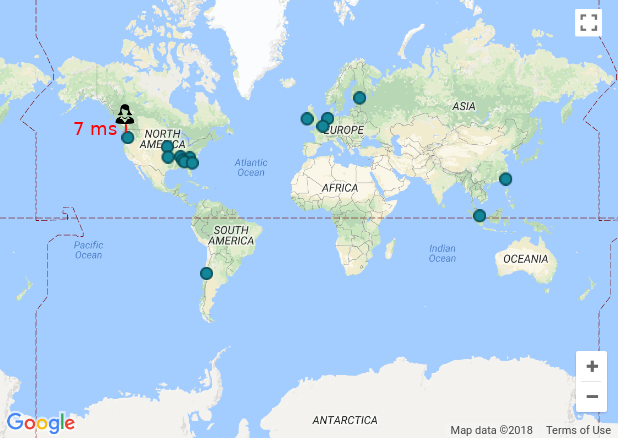 ASIA
7 ms
NORTH
AMERICA
EUROPE
Atlantic
Ocean
AFRICA
SOUTH
AMERICA
Pacific
Ocean
Indian
Ocean
OCEANIA
+
−
ANTARCTICA
Google
Map data ©2018 Terms of Use